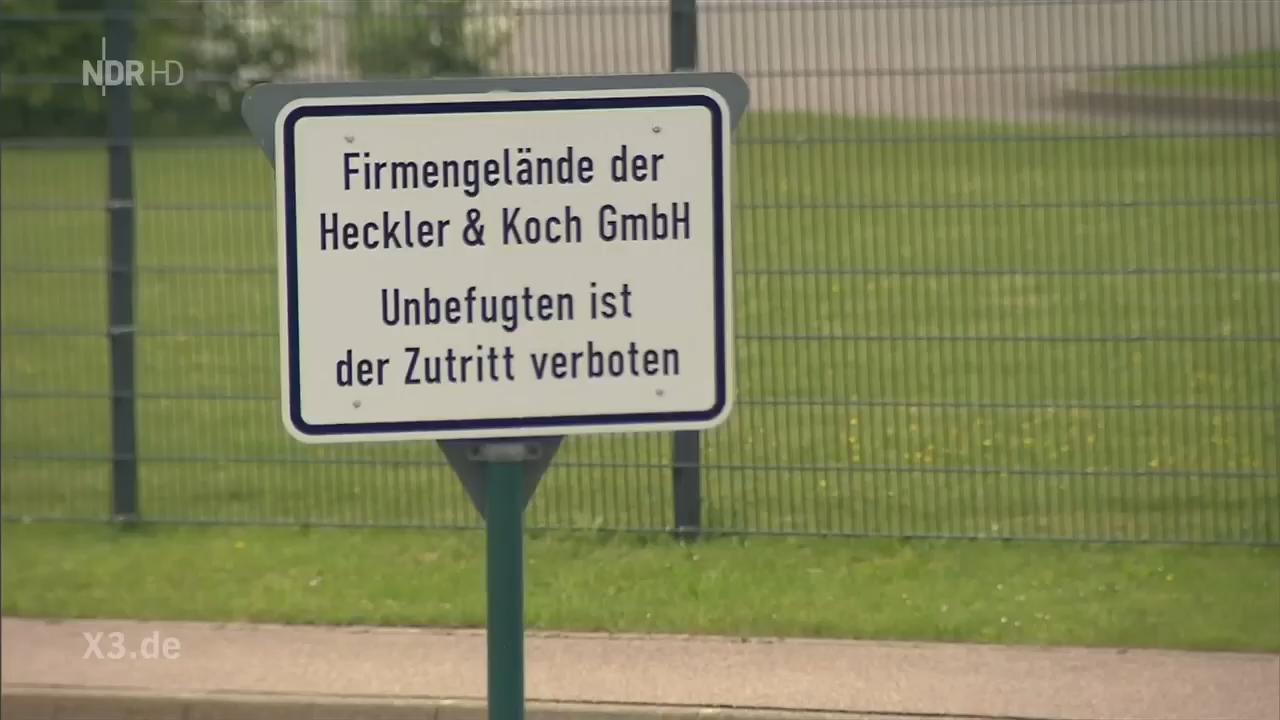 NDR HD
Firmengelände der
Heckler & Koch GmbH
Unbefugten ist
der Zutritt verboten
X3.de